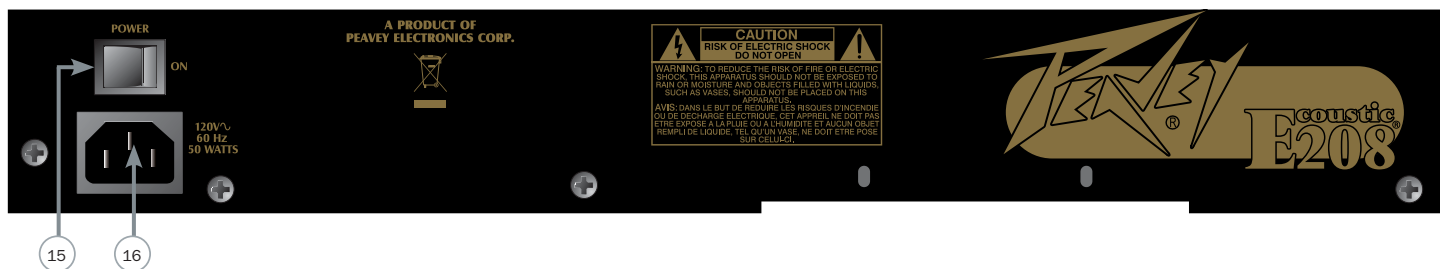 POWER
ON
120V∿
60 Hz
50 WATTS
A PRODUCT OF
PEAVEY ELECTRONICS CORP.
CAUTION
RISK OF ELECTRIC SHOCK
DO NOT OPEN
WARNING: TO REDUCE THE RISK OF FIRE OR ELECTRIC
SHOCK, THIS APPARATUS SHOULD NOT BE EXPOSED TO
RAIN OR MOISTURE AND OBJECTS FILLED WITH LIQUIDS,
SUCH AS VASES, SHOULD NOT BE PLACED ON THIS
APPARATUS.
AVIS: DANS LE BUT DE REDUIRE LES RISQUES D'INCENDIE
OU DE DECHARGE ELECTRIQUE, CET APPREIL NE DOIT PAS
ETRE EXPOSE A LA PLUIE OU A L'HUMIDITE ET AUCUN OBJET
REMPLI DE LIQUIDE, TEL QU'UN VASE, NE DOIT ETRE POSE
SUR CELUI-CI.
PEAVEY ®
Ecoustic®
E208
15
16